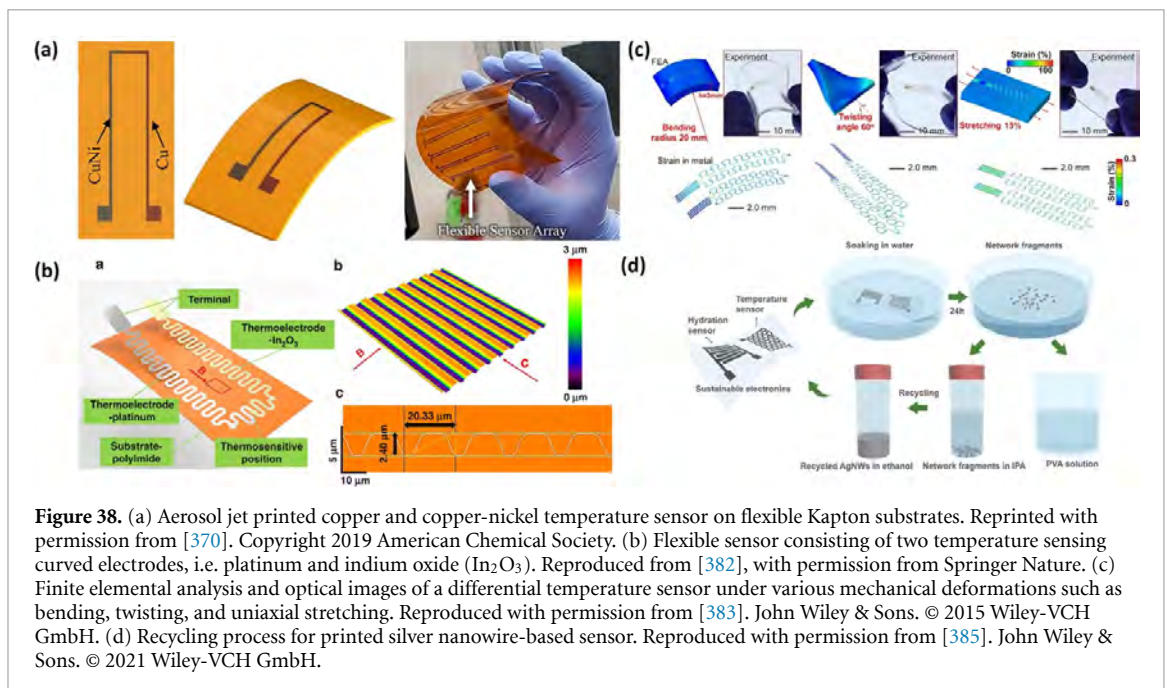 (a)
CuNi
Cu
Flexible Sensor Array
(b)
a
Terminal
Thermoelectrode
-In₂O₃
B
Thermoelectrode
-platinum
Substrate-
polyimide
Thermosensitive
position
b
3 μm
0 μm
B
C
c
20.33 μm
2.40 μm
5 μm
10 μm
(c)
FEA
Bending
radius 20 mm
Experiment
10 mm
Twisting
angle 60°
Experiment
10 mm
Strain (%)
0
100
Stretching 13%
Experiment
10 mm
Strain in metal
2.0 mm
2.0 mm
2.0 mm
0.3
Strain (%)
0
(d)
Soaking in water
Network fragments
Temperature
sensor
Hydration
sensor
Sustainable electronics
24h
Recycling
Recycled AgNWs in ethanol
Network fragments in IPA
PVA solution
Figure 38. (a) Aerosol jet printed copper and copper-nickel temperature sensor on flexible Kapton substrates. Reprinted with
permission from [370]. Copyright 2019 American Chemical Society. (b) Flexible sensor consisting of two temperature sensing
curved electrodes, i.e. platinum and indium oxide (In₂O₃). Reproduced from [382], with permission from Springer Nature. (c)
Finite elemental analysis and optical images of a differential temperature sensor under various mechanical deformations such as
bending, twisting, and uniaxial stretching. Reproduced with permission from [383]. John Wiley & Sons. © 2015 Wiley-VCH
GmbH. (d) Recycling process for printed silver nanowire-based sensor. Reproduced with permission from [385]. John Wiley &
Sons. © 2021 Wiley-VCH GmbH.